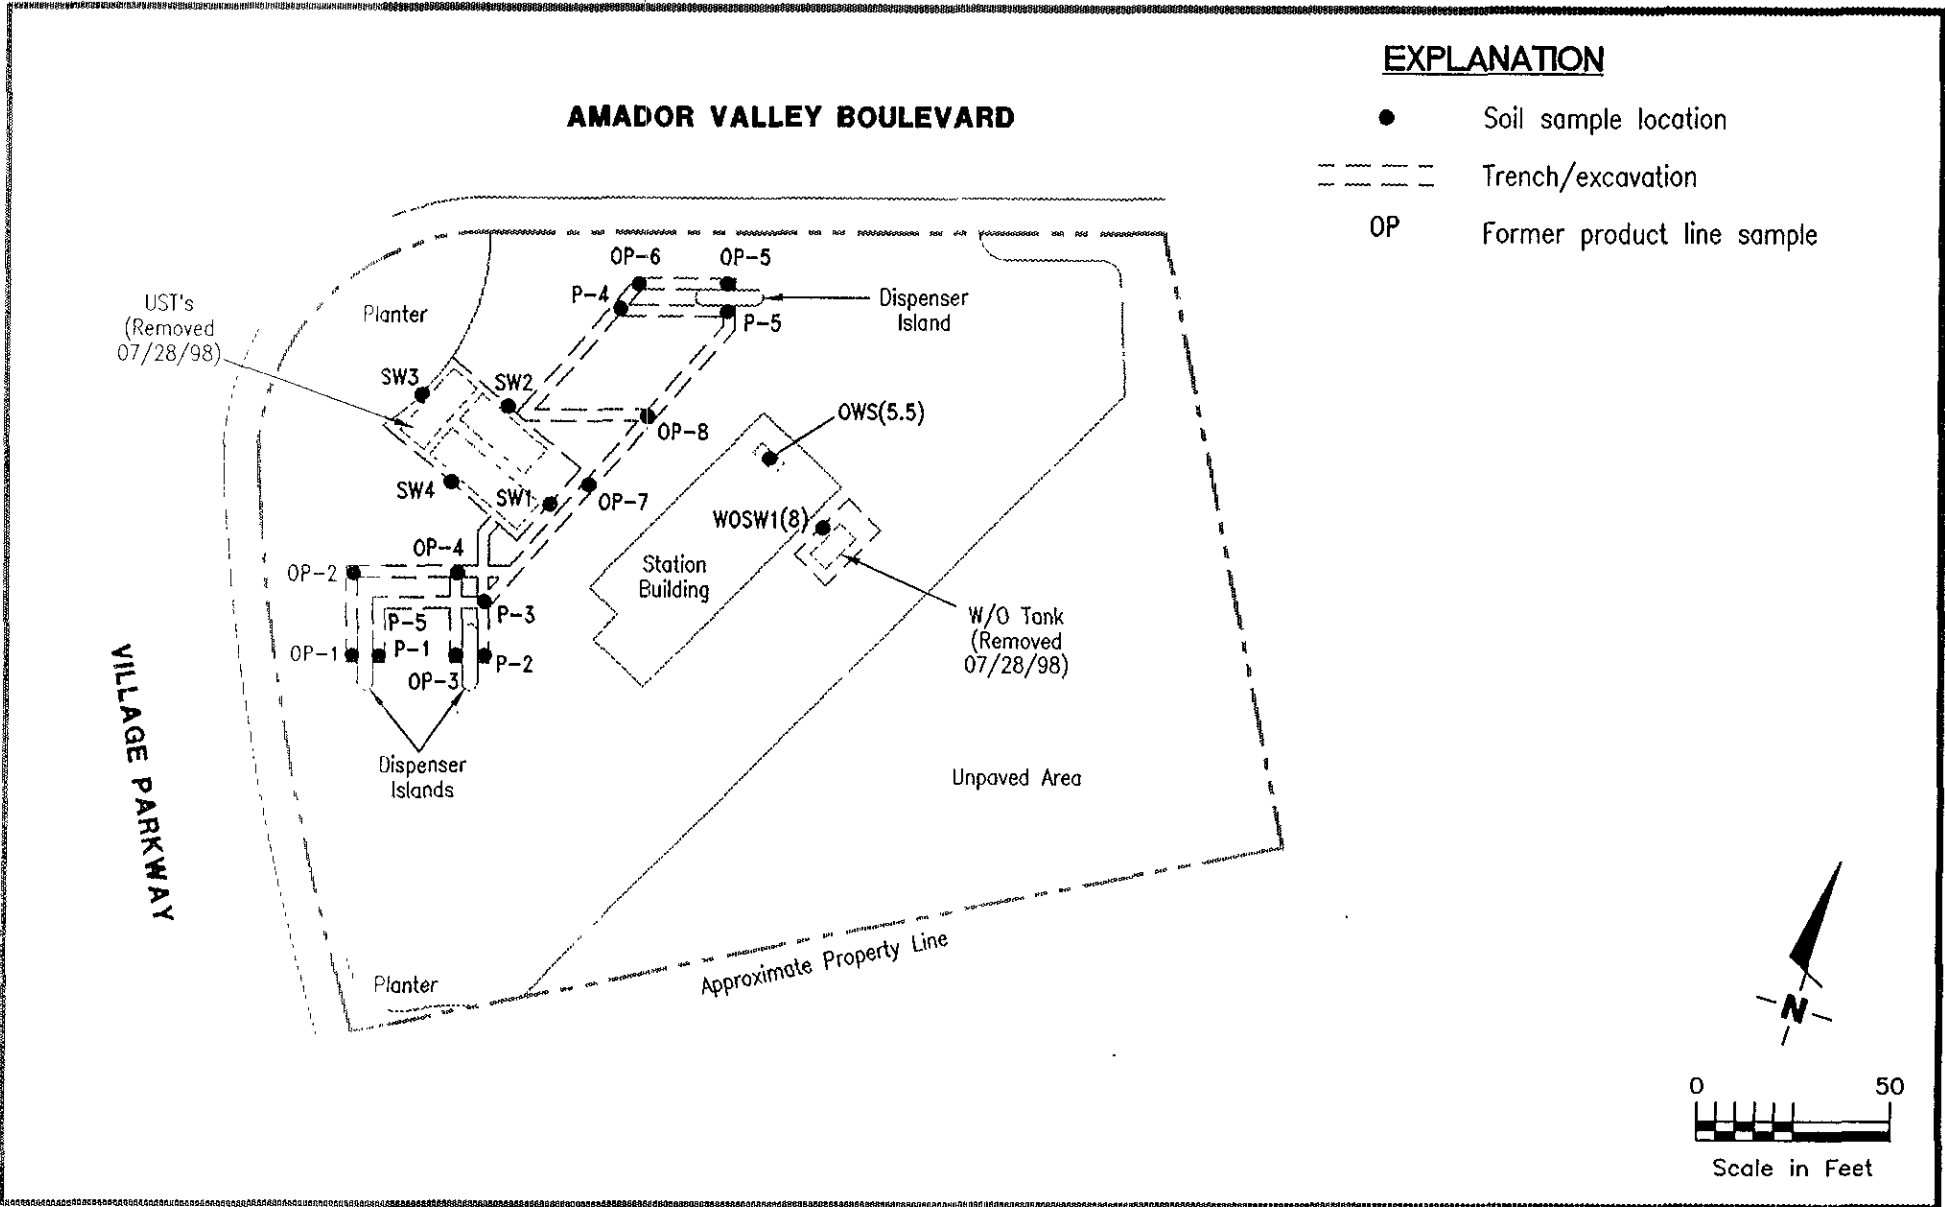 EXPLANATION
Soil sample location
Trench/excavation
OP
Former product line sample
AMADOR VALLEY BOULEVARD
OP-6
OP-5
P-4
P-5
Dispenser
Island
UST's
(Removed
07/28/98)
Planter
SW3
SW2
OWS(5.5)
OP-8
SW4
SW1
OP-7
WOSW1(8)
OP-4
OP-2
Station
Building
P-3
P-5
W/O Tank
(Removed
07/28/98)
OP-1
P-1
P-2
OP-3
VILLAGE PARKWAY
Dispenser
Islands
Unpaved Area
Approximate Property Line
Planter
N
0
50
Scale in Feet